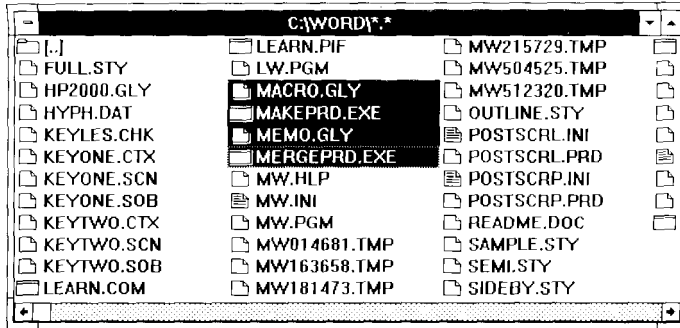 C:\WORD\*.*
[..]
FULL.STY
HP2000.GLY
HYPH.DAT
KEYLES.CHK
KEYONE.CTX
KEYONE.SCN
KEYONE.SOB
KEYTWO.CTX
KEYTWO.SCN
KEYTWO.SOB
LEARN.COM
LEARN.PIF
LW.PGM
MACRO.GLY
MAKEPRD.EXE
MEMO.GLY
MERGEPRD.EXE
MW.HLP
MW.INI
MW.PGM
MW014681.TMP
MW163658.TMP
MW181473.TMP
MW215729.TMP
MW504525.TMP
MW512320.TMP
OUTLINE.STY
POSTSCRL.INI
POSTSCRL.PRD
POSTSCRP.INI
POSTSCRP.PRD
README.DOC
SAMPLE.STY
SEMI.STY
SIDEBY.STY